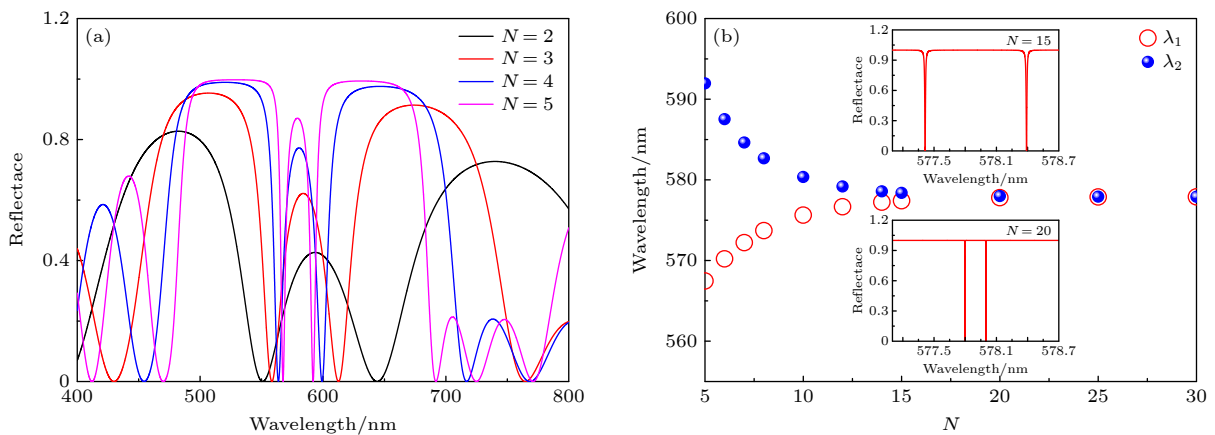 (a)
N = 2
N = 3
N = 4
N = 5
1.2
0.8
0.4
0
Reflectace
400
500
600
700
800
Wavelength/nm
(b)
λ1
λ2
600
590
580
570
560
Wavelength/nm
5
10
15
20
25
30
N
N = 15
1.2
0.9
0.6
0.3
0
Reflectace
577.5
578.1
578.7
Wavelength/nm
N = 20
1.2
0.9
0.6
0.3
0
Reflectace
577.5
578.1
578.7
Wavelength/nm